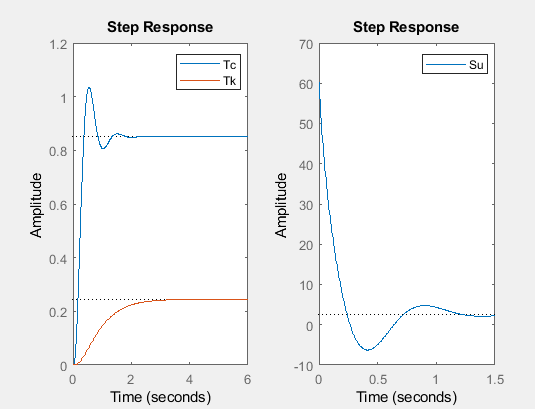 Step Response
1.2
1
0.8
0.6
0.4
0.2
0
Amplitude
Tc
Tk
0 2 4 6
Time (seconds)
Step Response
70
60
50
40
30
20
10
0
-10
Amplitude
Su
0 0.5 1 1.5
Time (seconds)